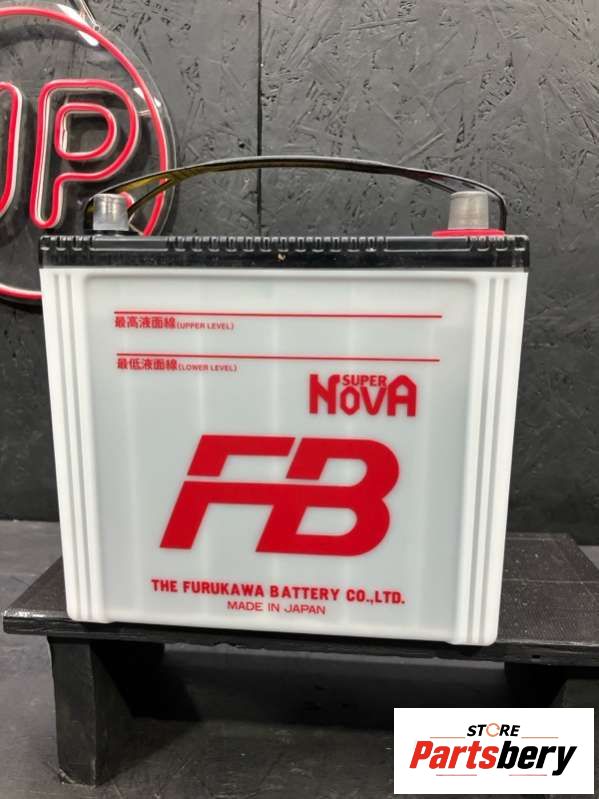 UP
最高液面線(UPPER LEVEL)
最低液面線(LOWER LEVEL)
SUPER
NOVA
FB
THE FURUKAWA BATTERY CO.,LTD.
MADE IN JAPAN
STORE
Partsbery